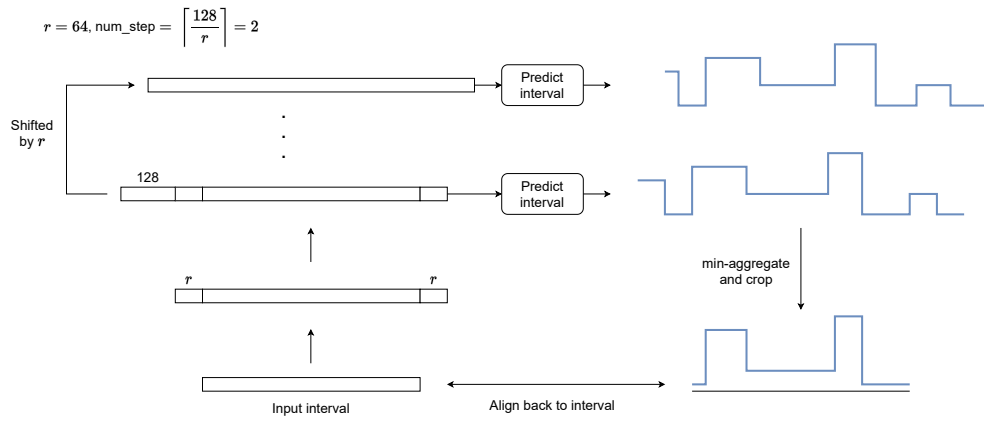 r = 64, num_step = ⌈128/r⌉ = 2
Predict
interval
Shifted
by r
128
Predict
interval
min-aggregate
and crop
r
r
Input interval
Align back to interval